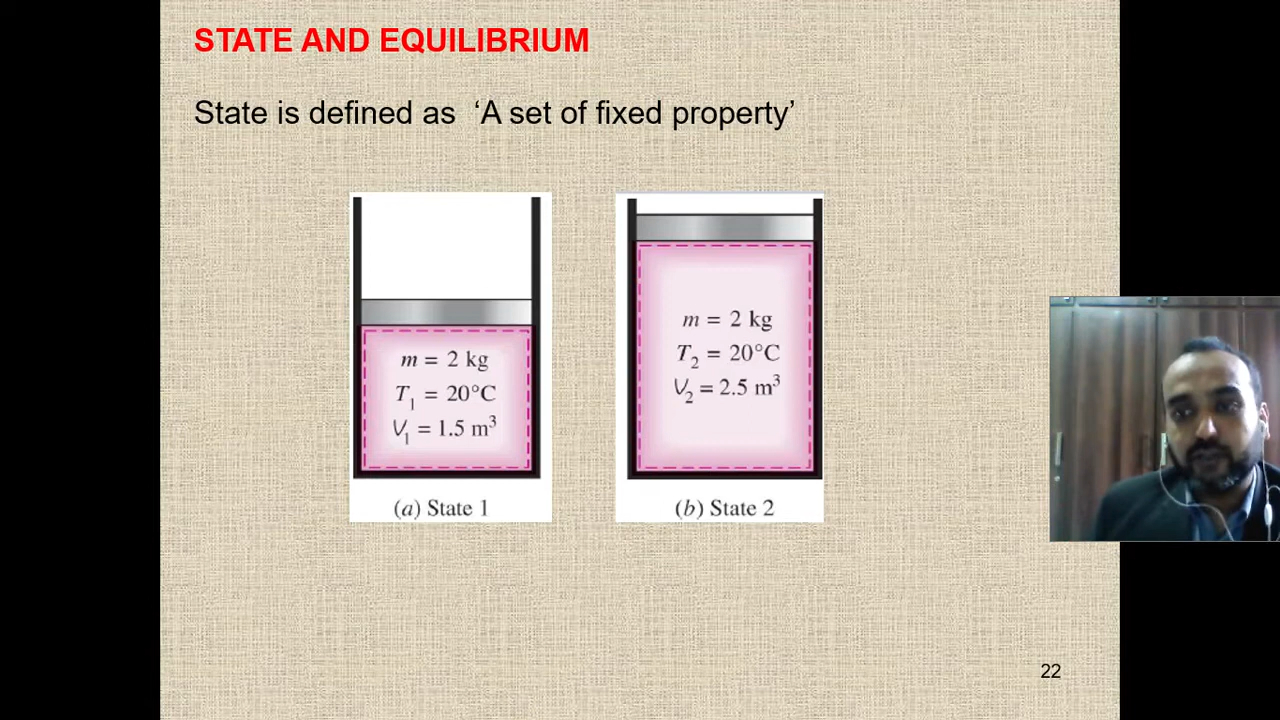 STATE AND EQUILIBRIUM
State is defined as ‘A set of fixed property’
m = 2 kg
T1 = 20°C
V1 = 1.5 m3
(a) State 1
m = 2 kg
T2 = 20°C
V2 = 2.5 m3
(b) State 2
22